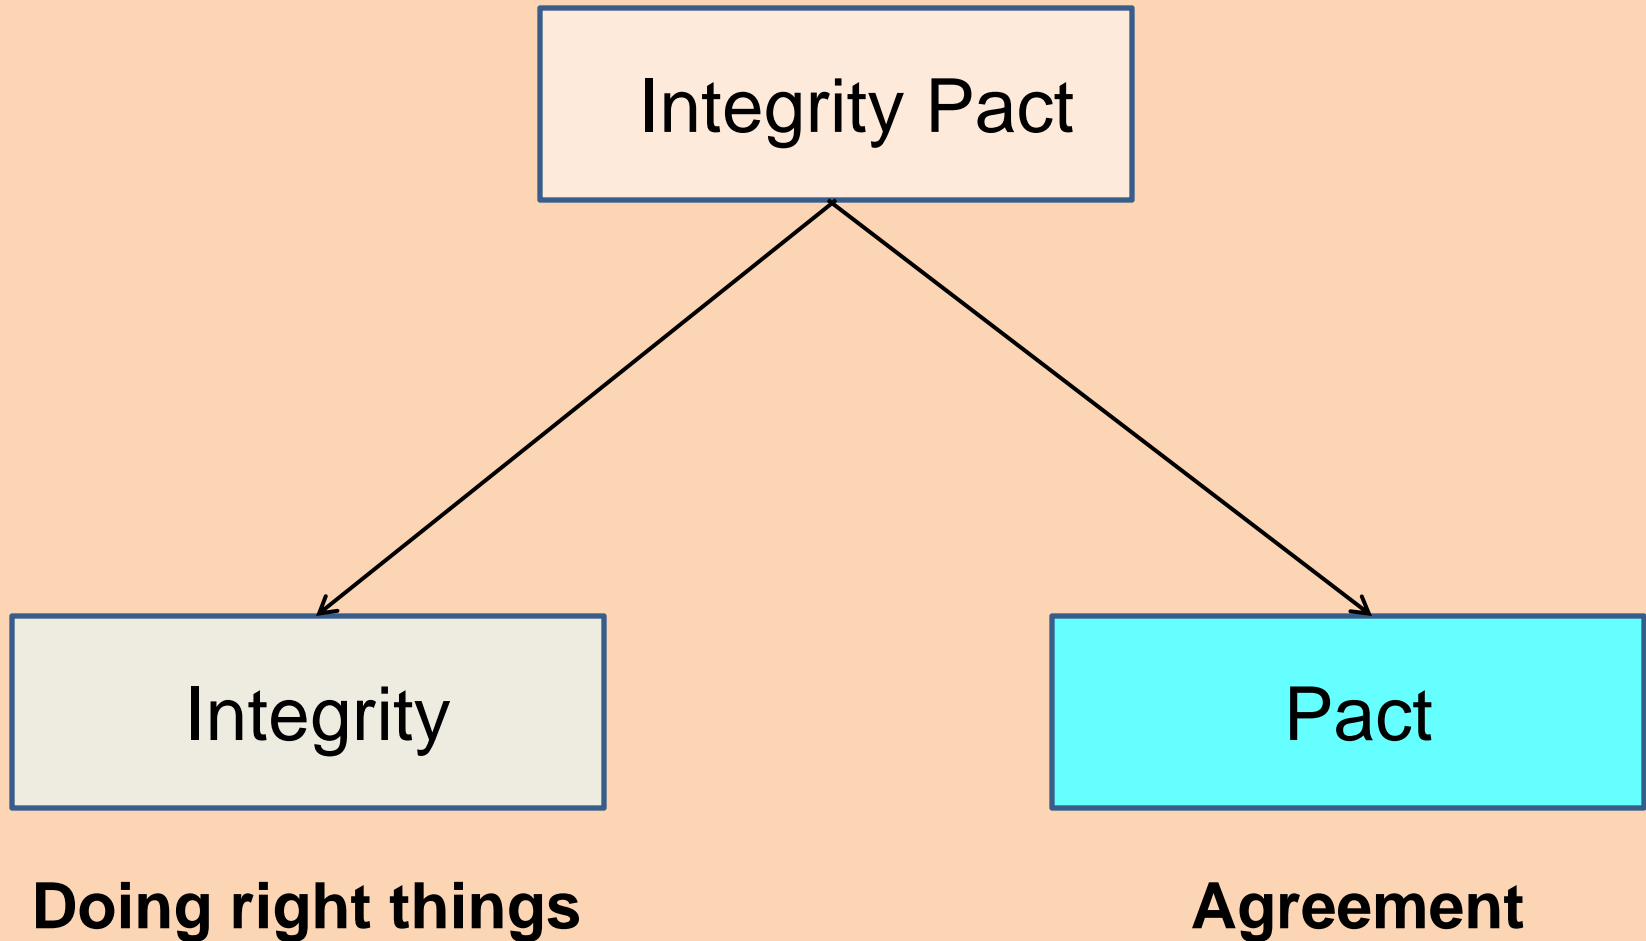 Integrity Pact
Integrity
Pact
Doing right things
Agreement